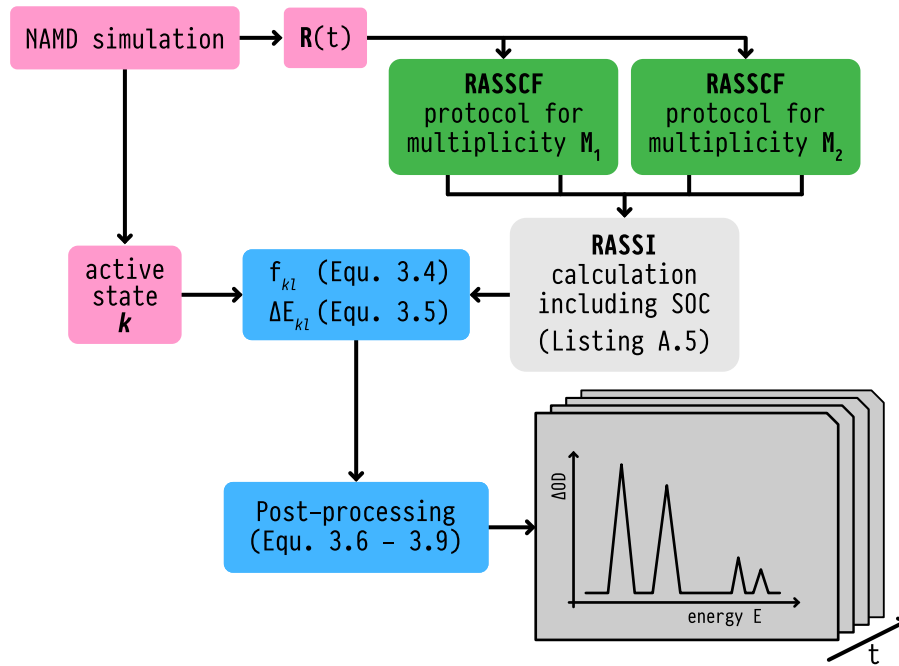 NAMD simulation
R(t)
RASSCF
protocol for
multiplicity M₁
RASSCF
protocol for
multiplicity M₂
active
state
k
fₖₗ (Equ. 3.4)
ΔEₖₗ (Equ. 3.5)
RASSI
calculation
including SOC
(Listing A.5)
Post-processing
(Equ. 3.6 - 3.9)
ΔOD
energy E
t